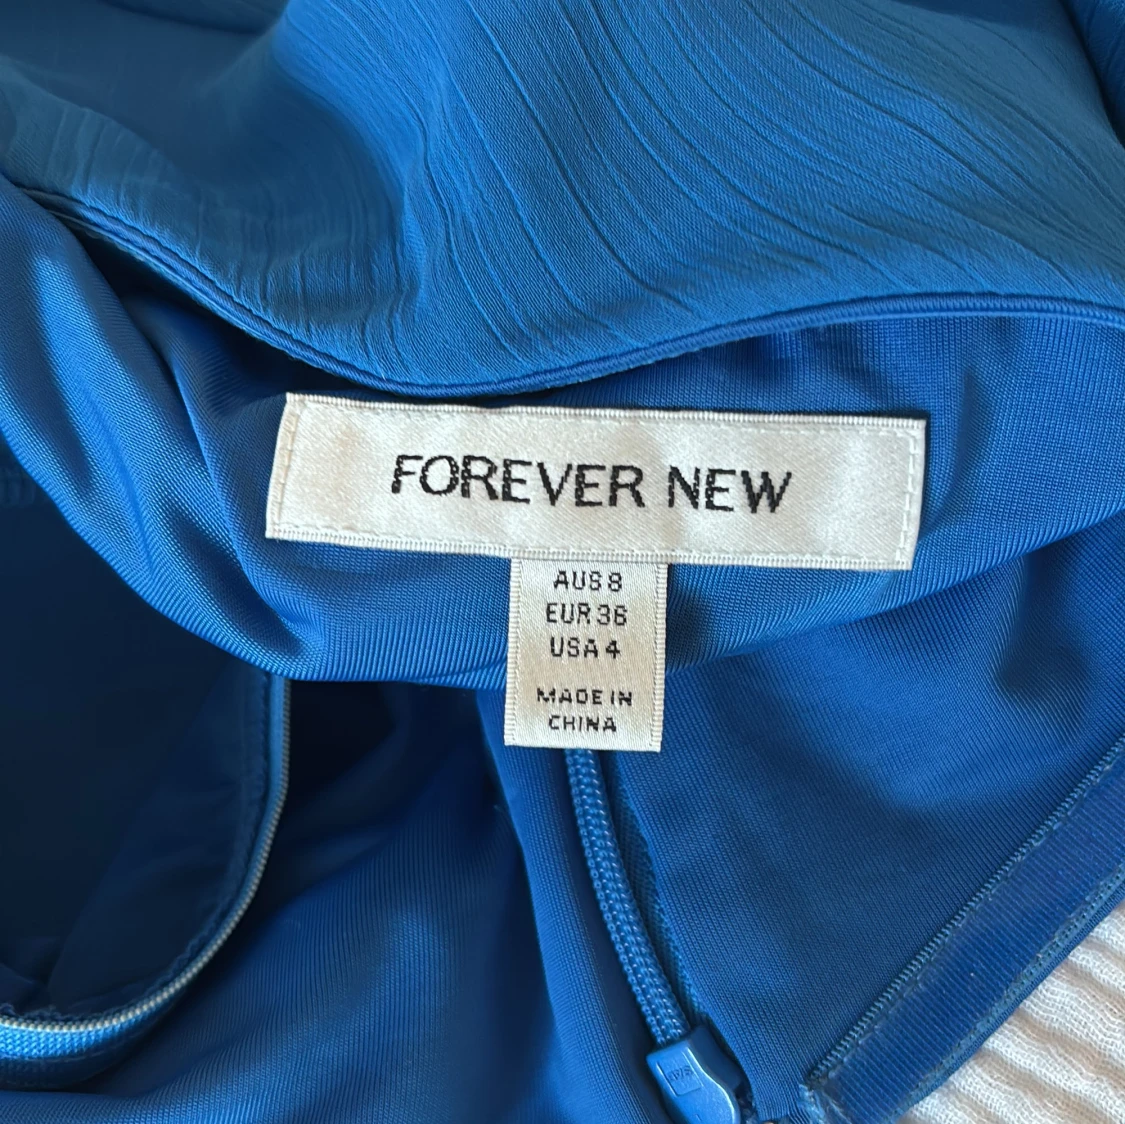 FOREVER NEW
AUS 8
EUR 36
USA 4
MADE IN
CHINA